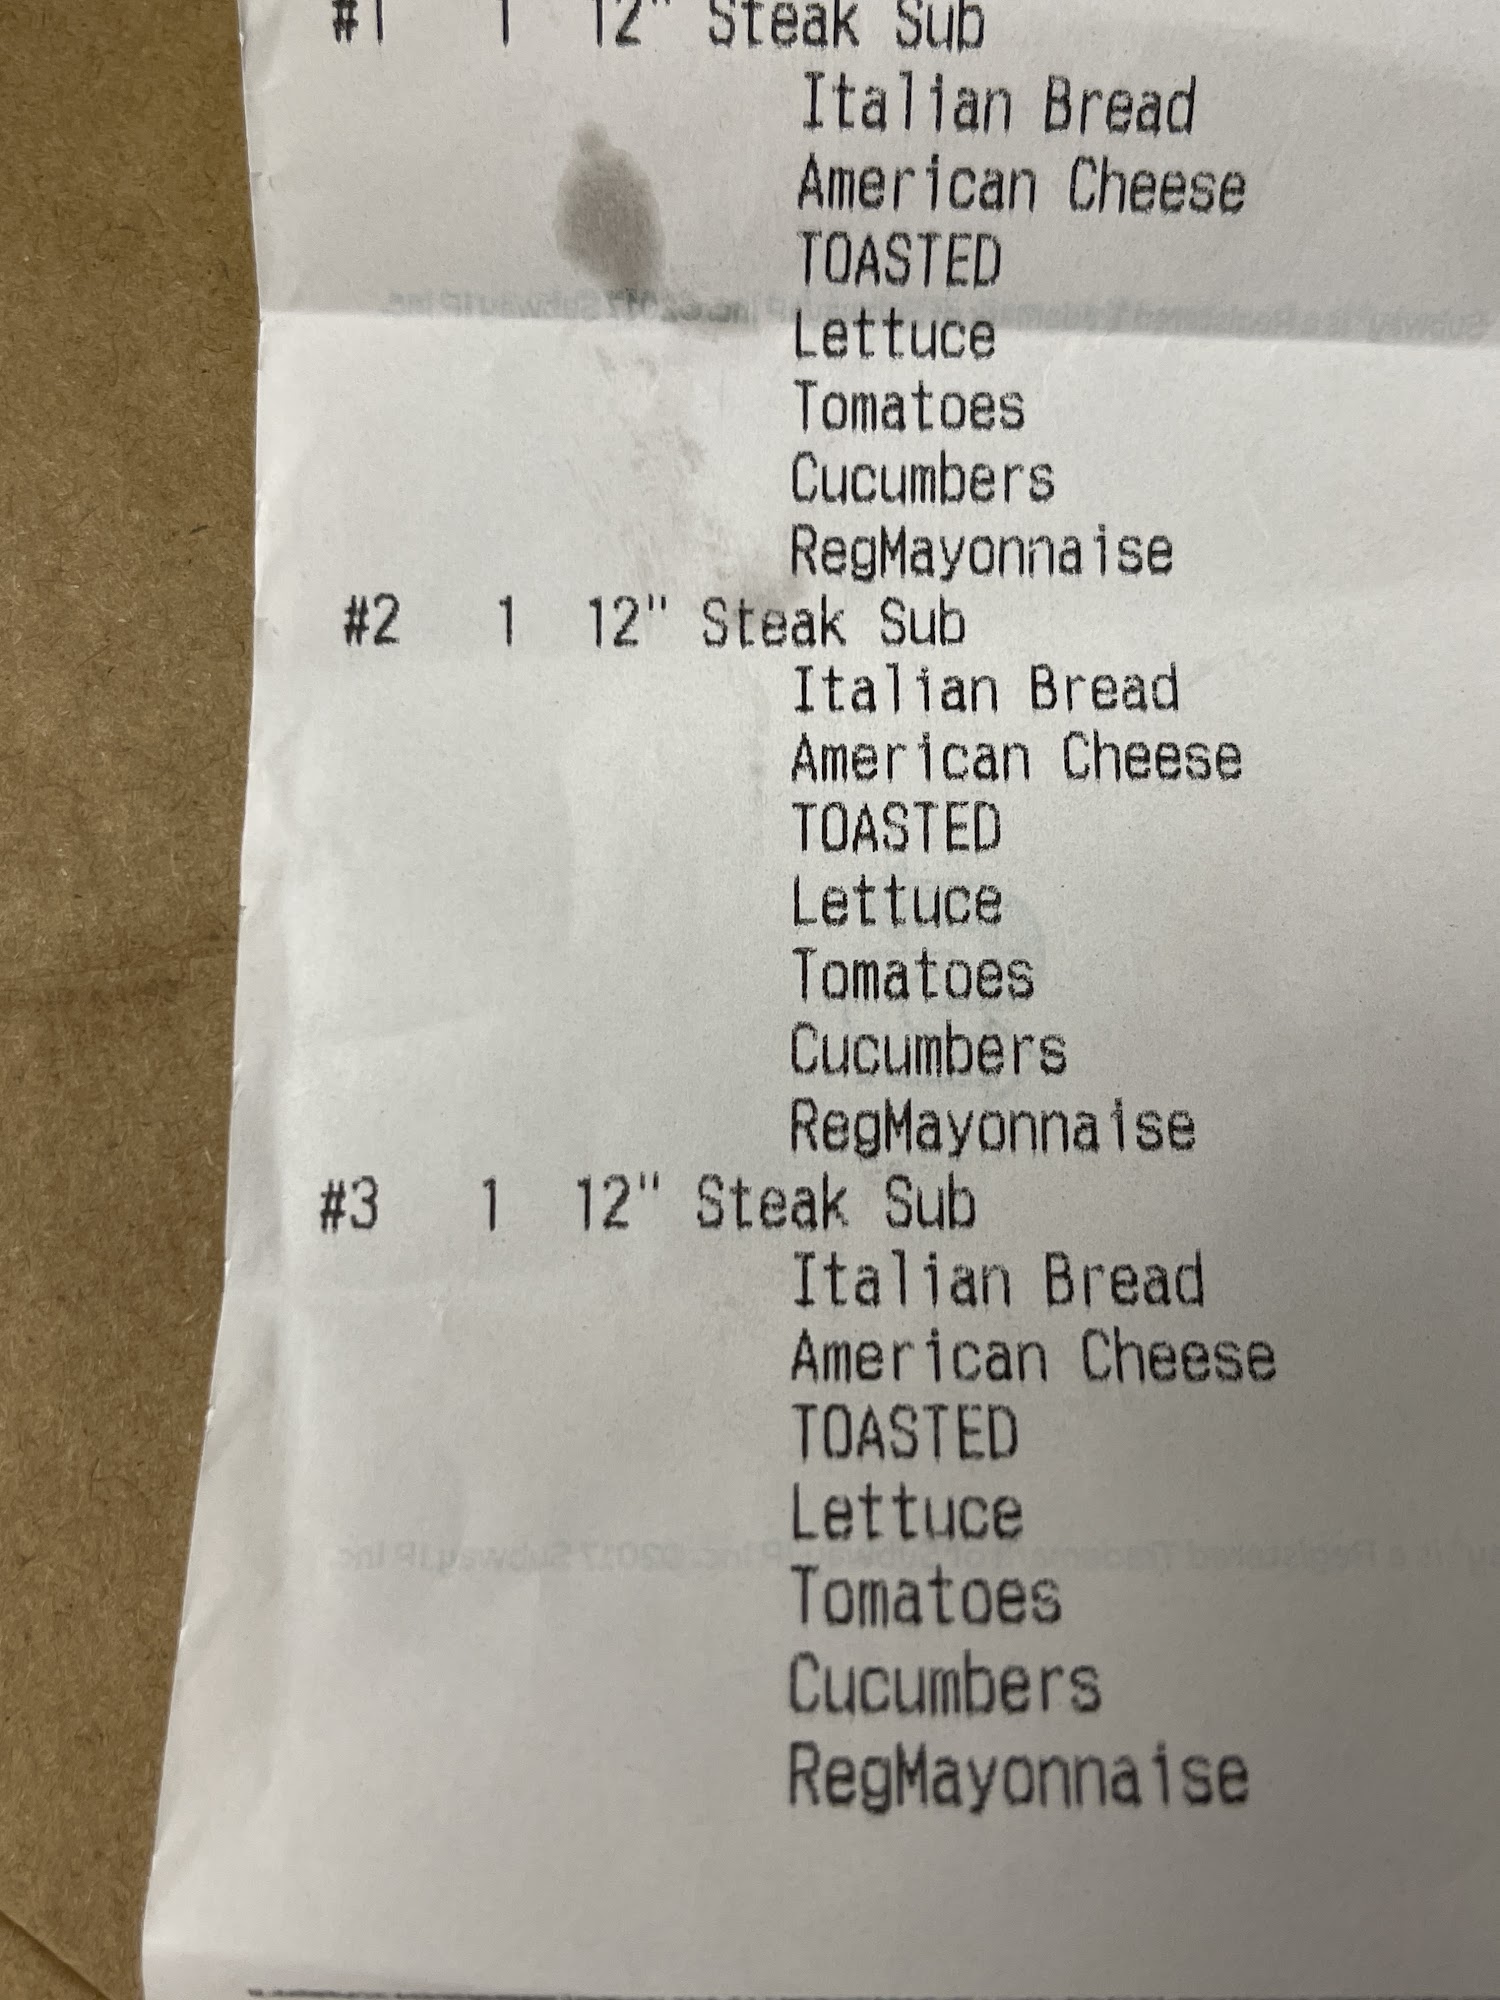 #1 1 12" Steak Sub
Italian Bread
American Cheese
TOASTED
Lettuce
Tomatoes
Cucumbers
RegMayonnaise
#2 1 12" Steak Sub
Italian Bread
American Cheese
TOASTED
Lettuce
Tomatoes
Cucumbers
RegMayonnaise
#3 1 12" Steak Sub
Italian Bread
American Cheese
TOASTED
Lettuce
Tomatoes
Cucumbers
RegMayonnaise